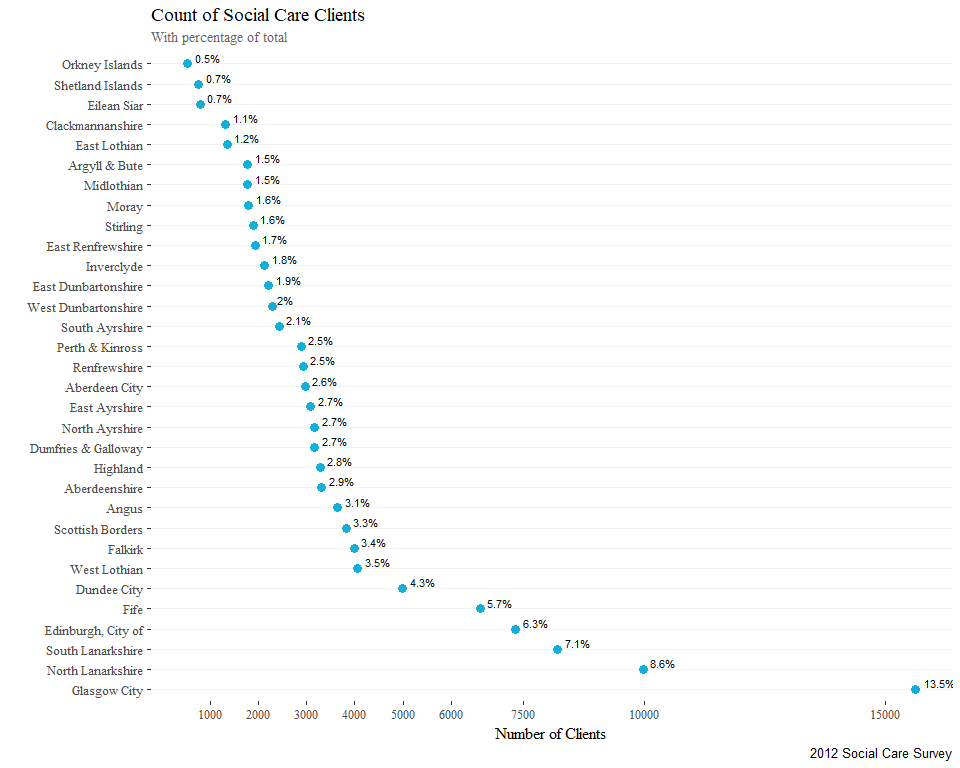 Count of Social Care Clients
With percentage of total
Orkney Islands 0.5%
Shetland Islands 0.7%
Eilean Siar 0.7%
Clackmannanshire 1.1%
East Lothian 1.2%
Argyll & Bute 1.5%
Midlothian 1.5%
Moray 1.6%
Stirling 1.6%
East Renfrewshire 1.7%
Inverclyde 1.8%
East Dunbartonshire 1.9%
West Dunbartonshire 2%
South Ayrshire 2.1%
Perth & Kinross 2.5%
Renfrewshire 2.5%
Aberdeen City 2.6%
East Ayrshire 2.7%
North Ayrshire 2.7%
Dumfries & Galloway 2.7%
Highland 2.8%
Aberdeenshire 2.9%
Angus 3.1%
Scottish Borders 3.3%
Falkirk 3.4%
West Lothian 3.5%
Dundee City 4.3%
Fife 5.7%
Edinburgh, City of 6.3%
South Lanarkshire 7.1%
North Lanarkshire 8.6%
Glasgow City 13.5%
1000 2000 3000 4000 5000 6000 7500 10000 15000
Number of Clients
2012 Social Care Survey